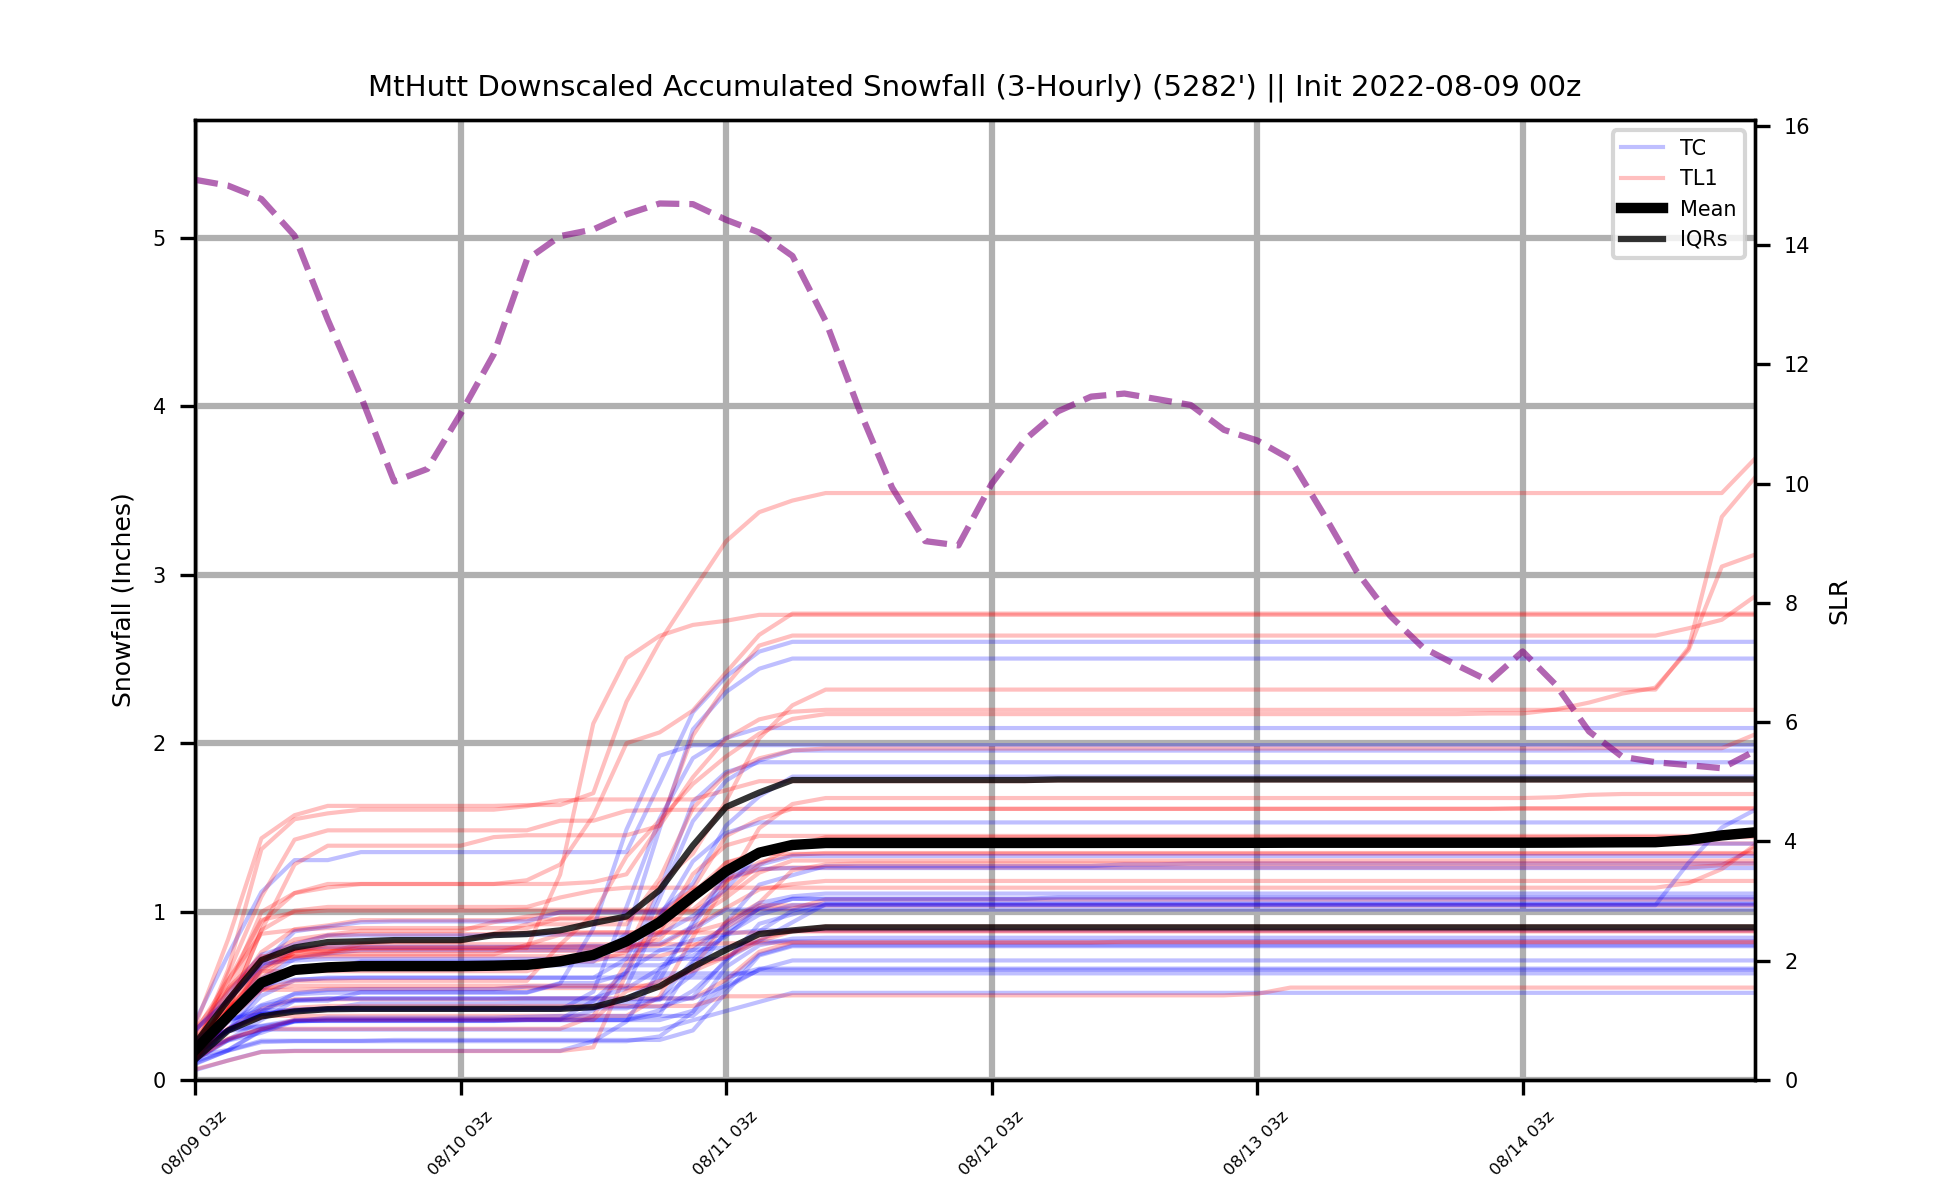 MtHutt Downscaled Accumulated Snowfall (3-Hourly) (5282') || Init 2022-08-09 00z
TC
TL1
Mean
IQRs
Snowfall (Inches)
5
4
3
2
1
0
16
14
12
10
8
6
4
2
0
SLR
08/09 03z
08/10 03z
08/11 03z
08/12 03z
08/13 03z
08/14 03z